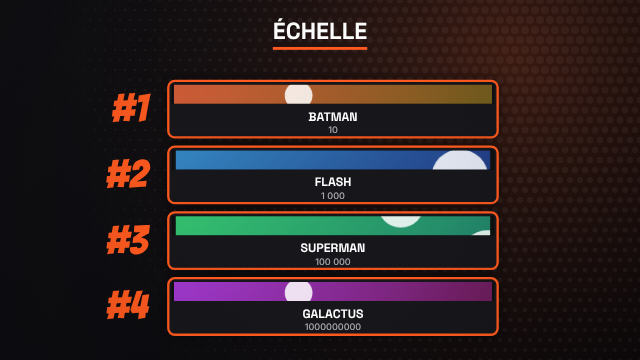 ÉCHELLE
#1
BATMAN
10
#2
FLASH
1 000
#3
SUPERMAN
100 000
#4
GALACTUS
1000000000